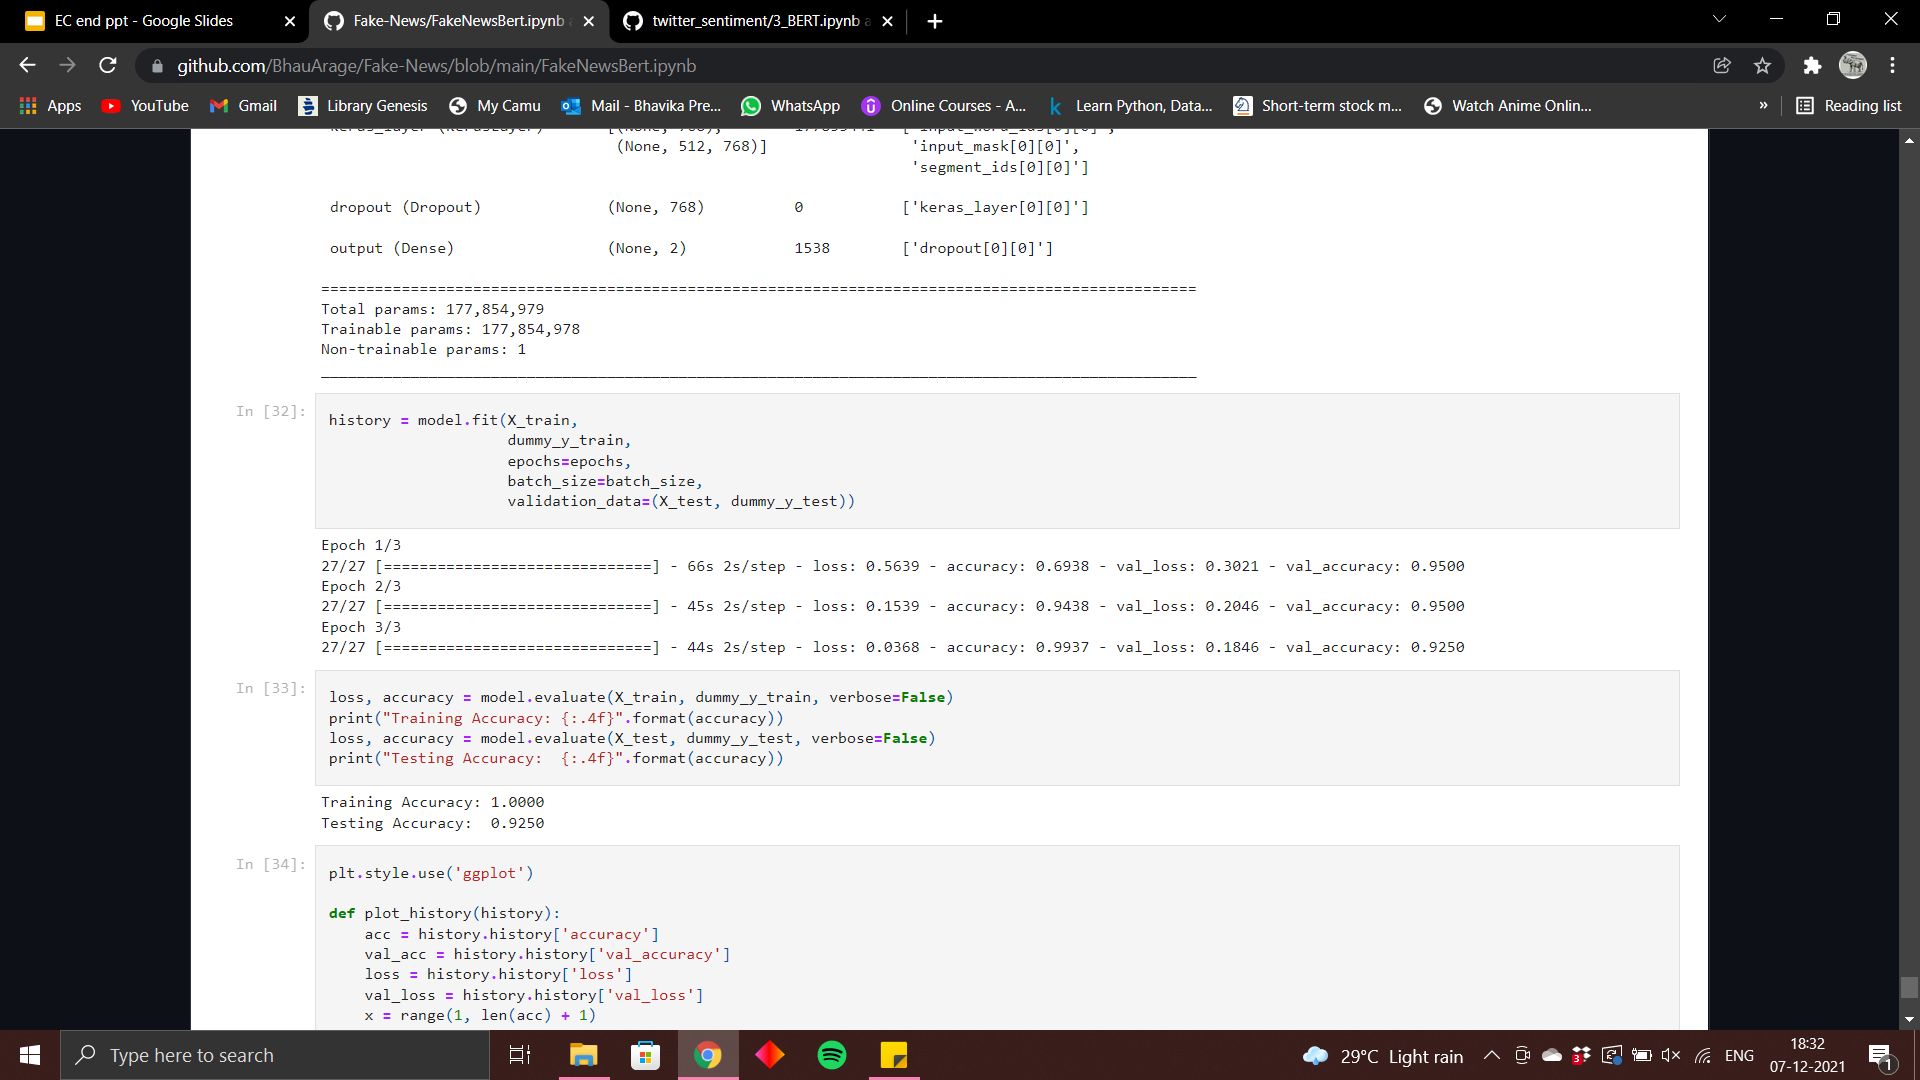 EC end ppt - Google Slides
Fake-News/FakeNewsBert.ipynb
twitter_sentiment/3_BERT.ipynb
github.com/BhauArage/Fake-News/blob/main/FakeNewsBert.ipynb
Apps YouTube Gmail Library Genesis My Camu Mail - Bhavika Pre... WhatsApp Online Courses - A... Learn Python, Data... Short-term stock m... Watch Anime Onlin... » Reading list
(None, 512, 768)] 'input_mask[0][0]',
'segment_ids[0][0]']
dropout (Dropout) (None, 768) 0 ['keras_layer[0][0]']
output (Dense) (None, 2) 1538 ['dropout[0][0]']
==================================================================================================
Total params: 177,854,979
Trainable params: 177,854,978
Non-trainable params: 1
__________________________________________________________________________________________________
In [32]:
history = model.fit(X_train,
dummy_y_train,
epochs=epochs,
batch_size=batch_size,
validation_data=(X_test, dummy_y_test))
Epoch 1/3
27/27 [==============================] - 66s 2s/step - loss: 0.5639 - accuracy: 0.6938 - val_loss: 0.3021 - val_accuracy: 0.9500
Epoch 2/3
27/27 [==============================] - 45s 2s/step - loss: 0.1539 - accuracy: 0.9438 - val_loss: 0.2046 - val_accuracy: 0.9500
Epoch 3/3
27/27 [==============================] - 44s 2s/step - loss: 0.0368 - accuracy: 0.9937 - val_loss: 0.1846 - val_accuracy: 0.9250
In [33]:
loss, accuracy = model.evaluate(X_train, dummy_y_train, verbose=False)
print("Training Accuracy: {:.4f}".format(accuracy))
loss, accuracy = model.evaluate(X_test, dummy_y_test, verbose=False)
print("Testing Accuracy:  {:.4f}".format(accuracy))
Training Accuracy: 1.0000
Testing Accuracy:  0.9250
In [34]:
plt.style.use('ggplot')
def plot_history(history):
acc = history.history['accuracy']
val_acc = history.history['val_accuracy']
loss = history.history['loss']
val_loss = history.history['val_loss']
x = range(1, len(acc) + 1)
Type here to search
29°C Light rain
3
ENG
18:32
07-12-2021
1